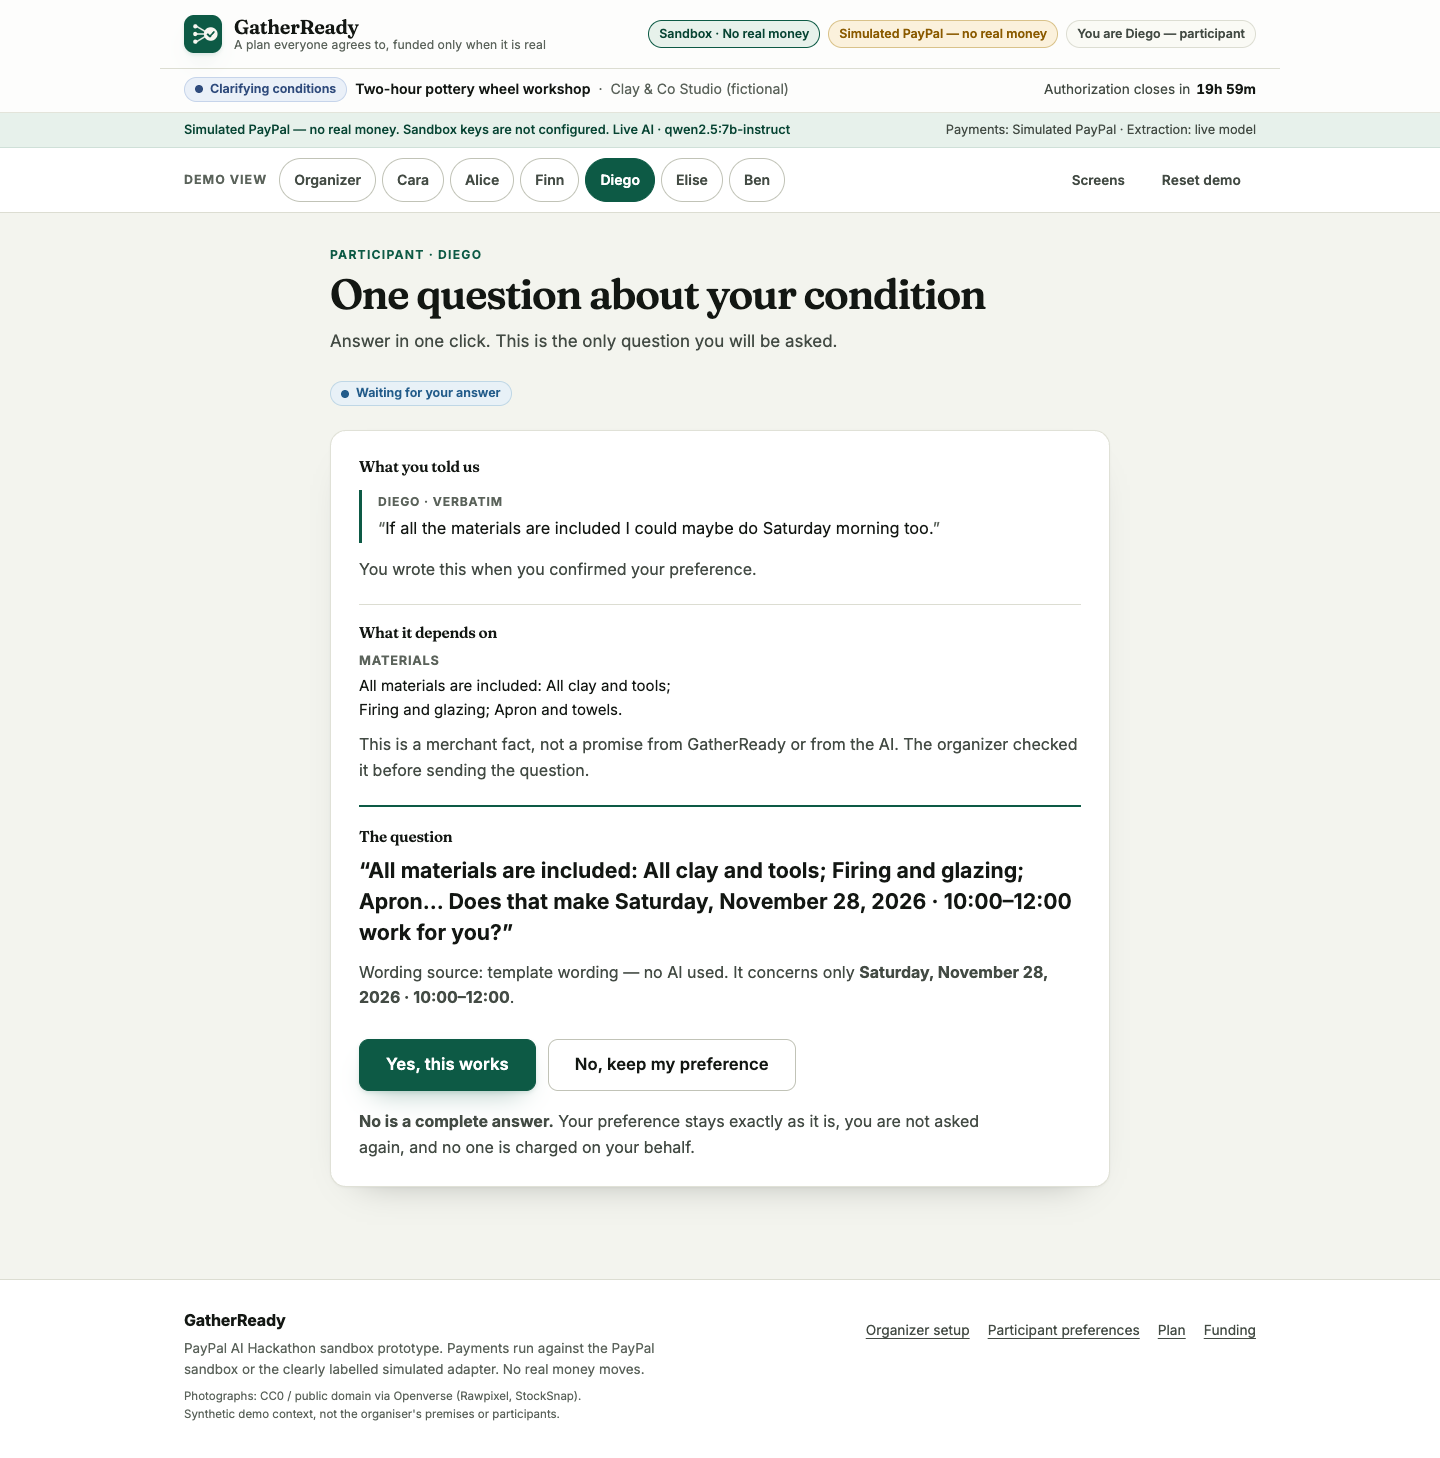 GatherReady
A plan everyone agrees to, funded only when it is real
Sandbox · No real money
Simulated PayPal — no real money
You are Diego — participant
Clarifying conditions
Two-hour pottery wheel workshop · Clay & Co Studio (fictional)
Authorization closes in 19h 59m
Simulated PayPal — no real money. Sandbox keys are not configured. Live AI · qwen2.5:7b-instruct
Payments: Simulated PayPal · Extraction: live model
DEMO VIEW
Organizer
Cara
Alice
Finn
Diego
Elise
Ben
Screens
Reset demo
PARTICIPANT · DIEGO
One question about your condition
Answer in one click. This is the only question you will be asked.
Waiting for your answer
What you told us
DIEGO · VERBATIM
“If all the materials are included I could maybe do Saturday morning too.”
You wrote this when you confirmed your preference.
What it depends on
MATERIALS
All materials are included: All clay and tools;
Firing and glazing; Apron and towels.
This is a merchant fact, not a promise from GatherReady or from the AI. The organizer checked
it before sending the question.
The question
“All materials are included: All clay and tools; Firing and glazing;
Apron… Does that make Saturday, November 28, 2026 · 10:00–12:00
work for you?”
Wording source: template wording — no AI used. It concerns only Saturday, November 28,
2026 · 10:00–12:00.
Yes, this works
No, keep my preference
No is a complete answer. Your preference stays exactly as it is, you are not asked
again, and no one is charged on your behalf.
GatherReady
PayPal AI Hackathon sandbox prototype. Payments run against the PayPal
sandbox or the clearly labelled simulated adapter. No real money moves.
Photographs: CC0 / public domain via Openverse (Rawpixel, StockSnap).
Synthetic demo context, not the organiser's premises or participants.
Organizer setup
Participant preferences
Plan
Funding